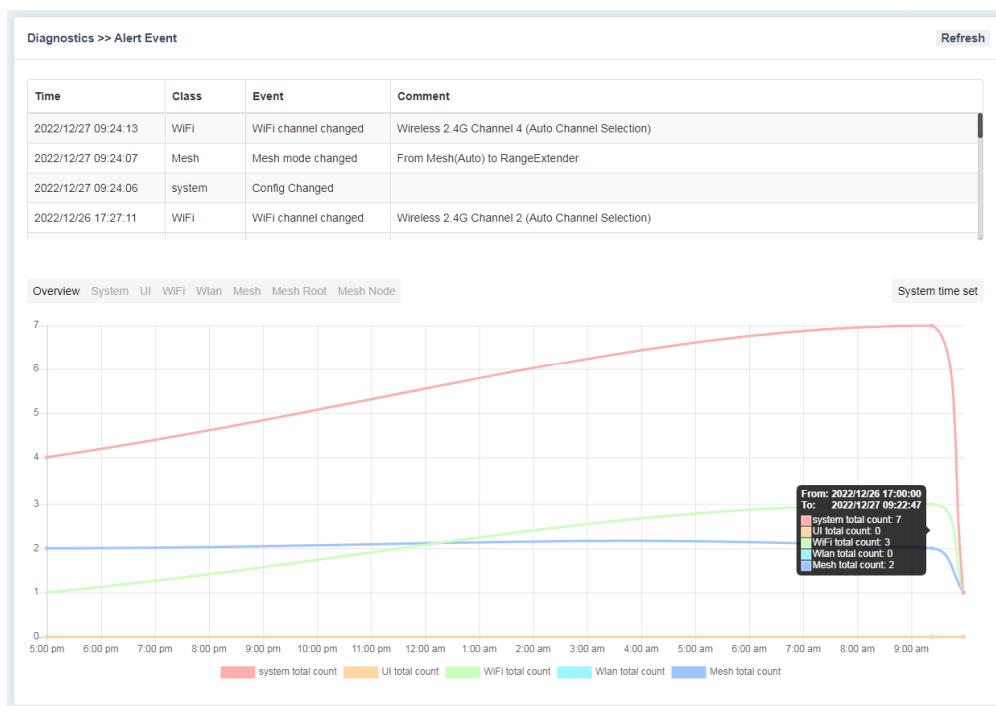 Diagnostics >> Alert Event
Refresh
Time Class Event Comment
2022/12/27 09:24:13 WiFi WiFi channel changed Wireless 2.4G Channel 4 (Auto Channel Selection)
2022/12/27 09:24:07 Mesh Mesh mode changed From Mesh(Auto) to RangeExtender
2022/12/27 09:24:06 system Config Changed
2022/12/26 17:27:11 WiFi WiFi channel changed Wireless 2.4G Channel 2 (Auto Channel Selection)
Overview System UI WiFi Wlan Mesh Mesh Root Mesh Node
System time set
7
6
5
4
3
2
1
0
From: 2022/12/26 17:00:00
To: 2022/12/27 09:22:47
system total count: 7
UI total count: 0
WiFi total count: 3
Wlan total count: 0
Mesh total count: 2
5:00 pm 6:00 pm 7:00 pm 8:00 pm 9:00 pm 10:00 pm 11:00 pm 12:00 am 1:00 am 2:00 am 3:00 am 4:00 am 5:00 am 6:00 am 7:00 am 8:00 am 9:00 am
system total count UI total count WiFi total count Wlan total count Mesh total count